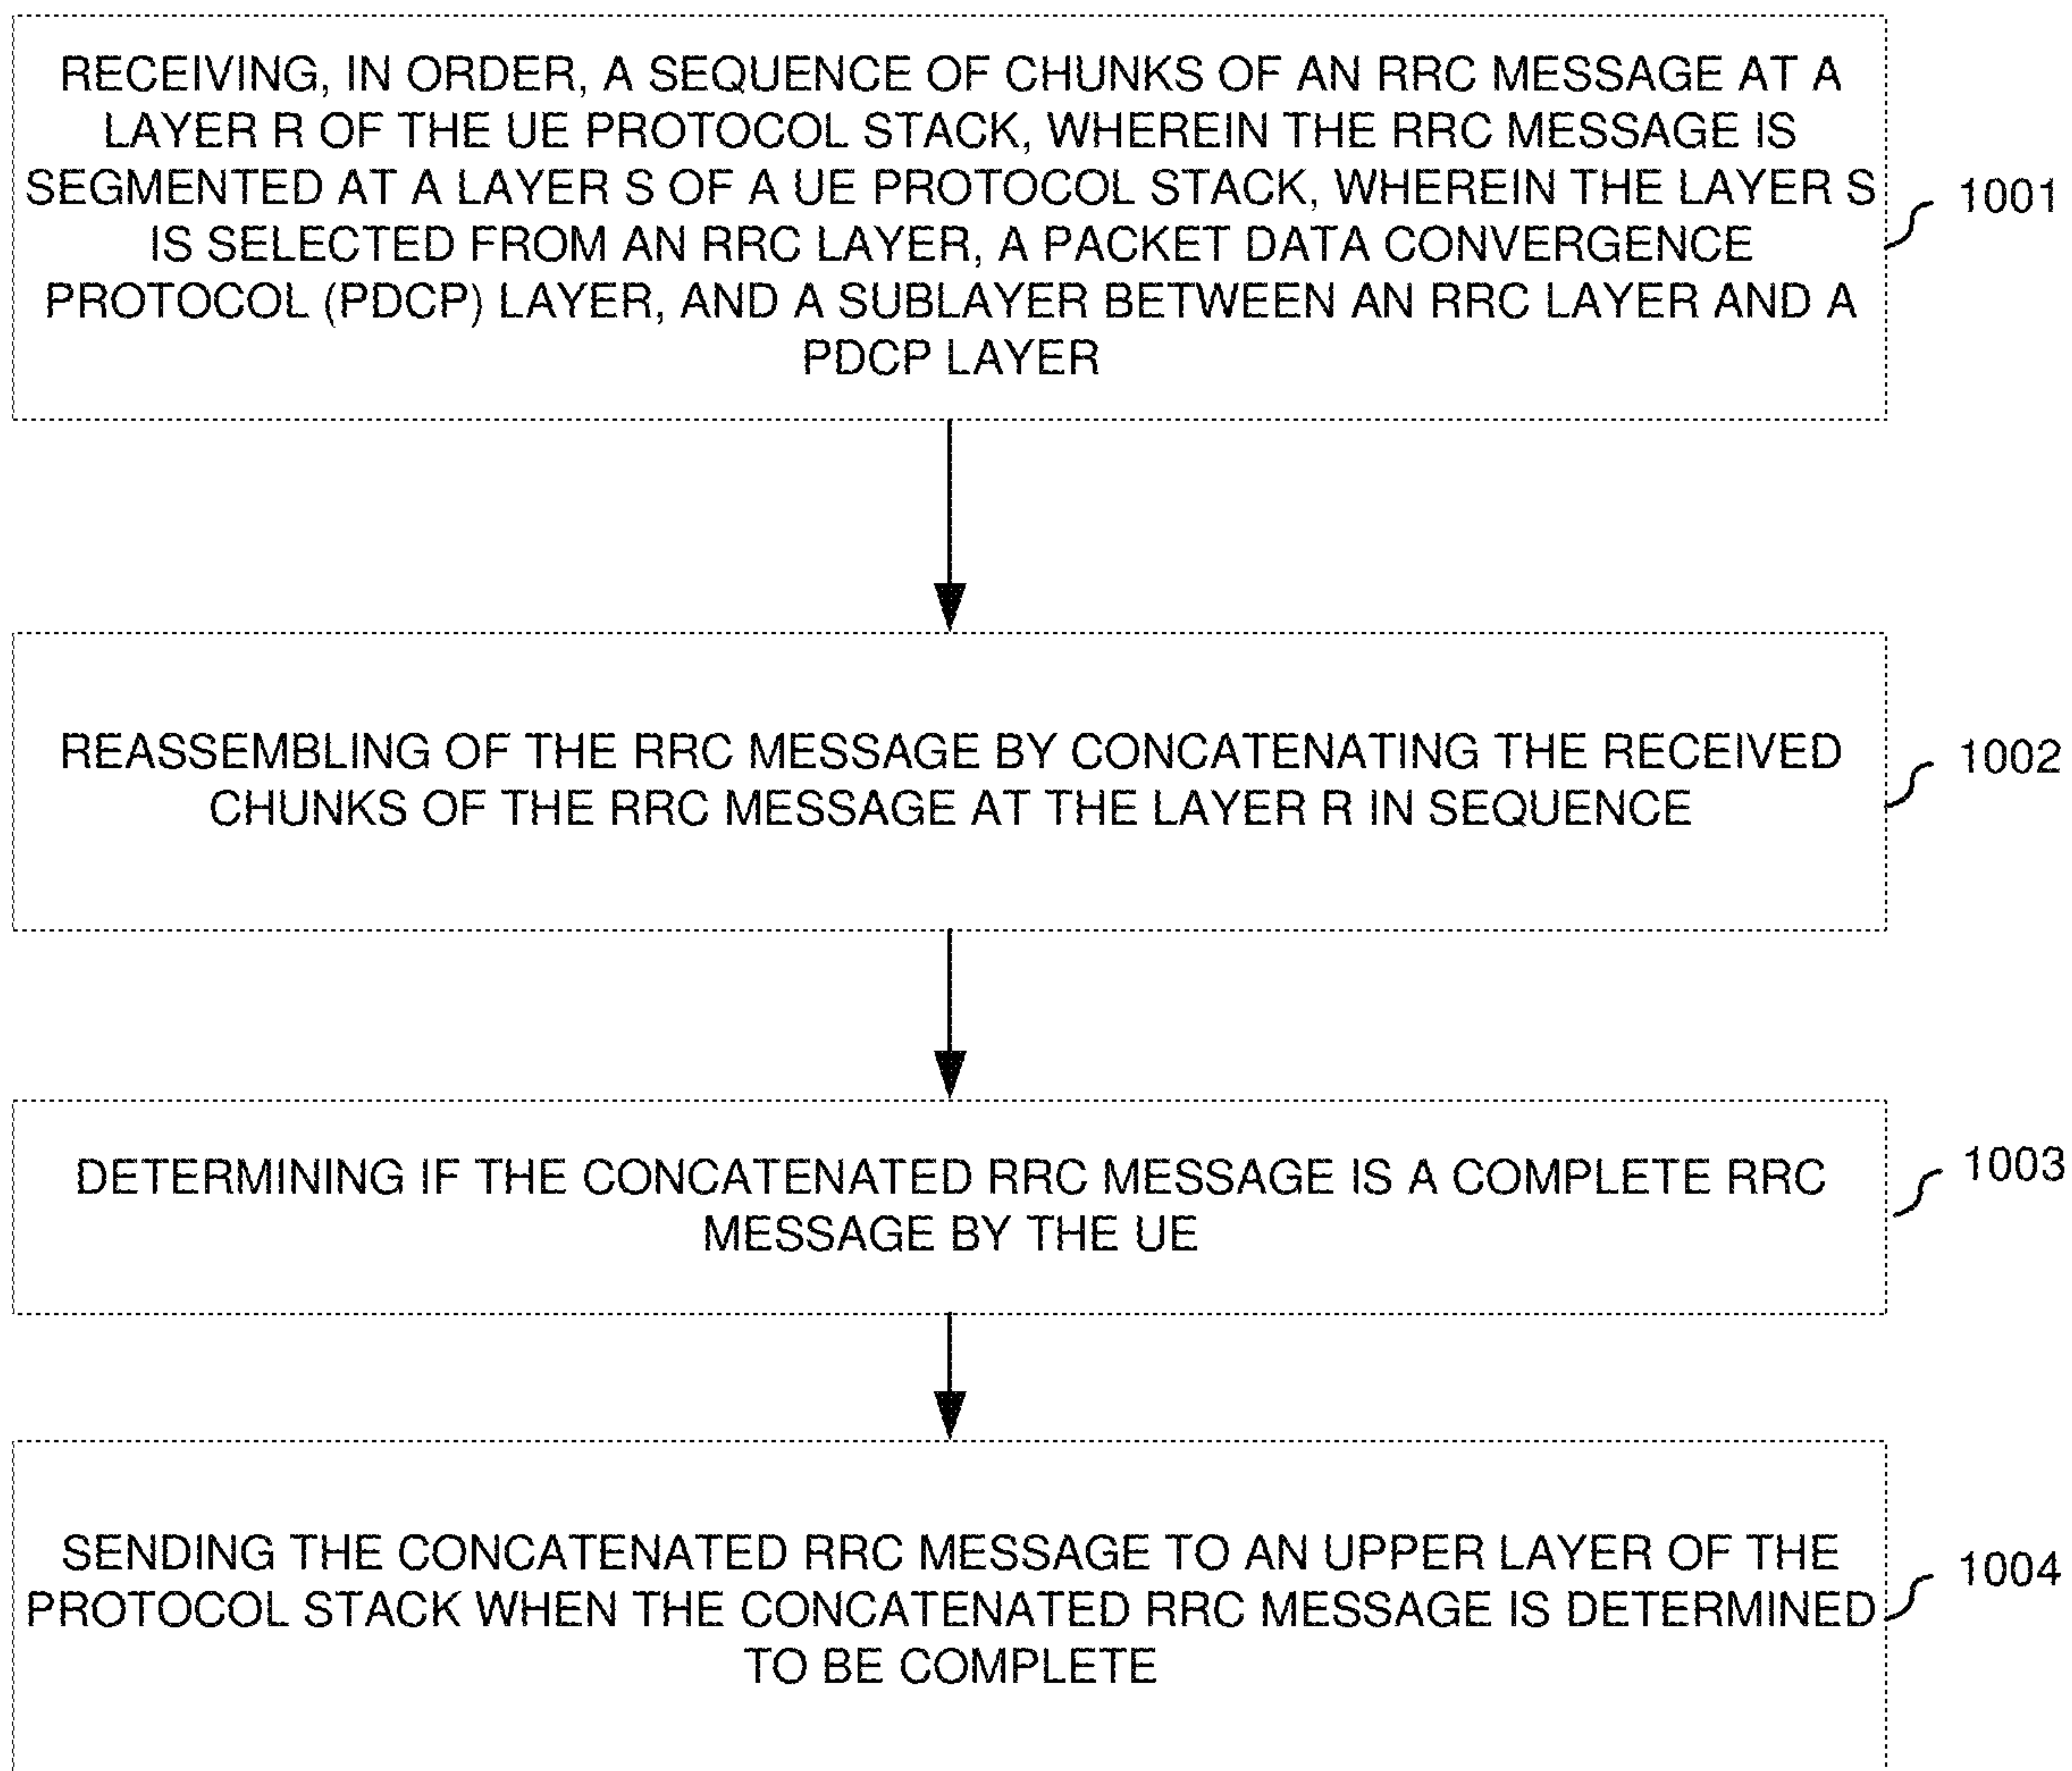 RECEIVING, IN ORDER, A SEQUENCE OF CHUNKS OF AN RRC MESSAGE AT A
LAYER R OF THE UE PROTOCOL STACK, WHEREIN THE RRC MESSAGE IS
SEGMENTED AT A LAYER S OF A UE PROTOCOL STACK, WHEREIN THE LAYER S
IS SELECTED FROM AN RRC LAYER, A PACKET DATA CONVERGENCE
PROTOCOL (PDCP) LAYER, AND A SUBLAYER BETWEEN AN RRC LAYER AND A
PDCP LAYER
1001
REASSEMBLING OF THE RRC MESSAGE BY CONCATENATING THE RECEIVED
CHUNKS OF THE RRC MESSAGE AT THE LAYER R IN SEQUENCE
1002
DETERMINING IF THE CONCATENATED RRC MESSAGE IS A COMPLETE RRC
MESSAGE BY THE UE
1003
SENDING THE CONCATENATED RRC MESSAGE TO AN UPPER LAYER OF THE
PROTOCOL STACK WHEN THE CONCATENATED RRC MESSAGE IS DETERMINED
TO BE COMPLETE
1004